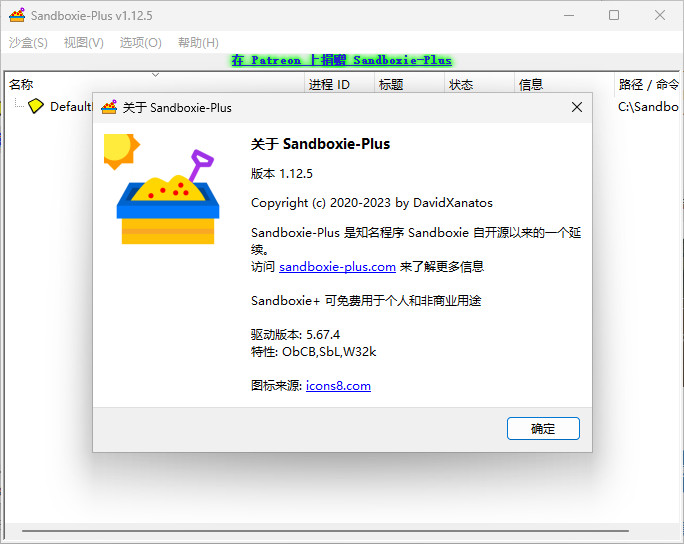 Sandboxie-Plus v1.12.5
沙盒(S) 视图(V) 选项(O) 帮助(H)
在 Patreon 上捐赠 Sandboxie-Plus
名称 进程 ID 标题 状态 信息 路径 / 命令
C:\Sandbo
关于 Sandboxie-Plus
关于 Sandboxie-Plus
版本 1.12.5
Copyright (c) 2020-2023 by DavidXanatos
Sandboxie-Plus 是知名程序 Sandboxie 自开源以来的一个延
续。
访问 sandboxie-plus.com 来了解更多信息
Sandboxie+ 可免费用于个人和非商业用途
驱动版本: 5.67.4
特性: ObCB,SbL,W32k
图标来源: icons8.com
确定